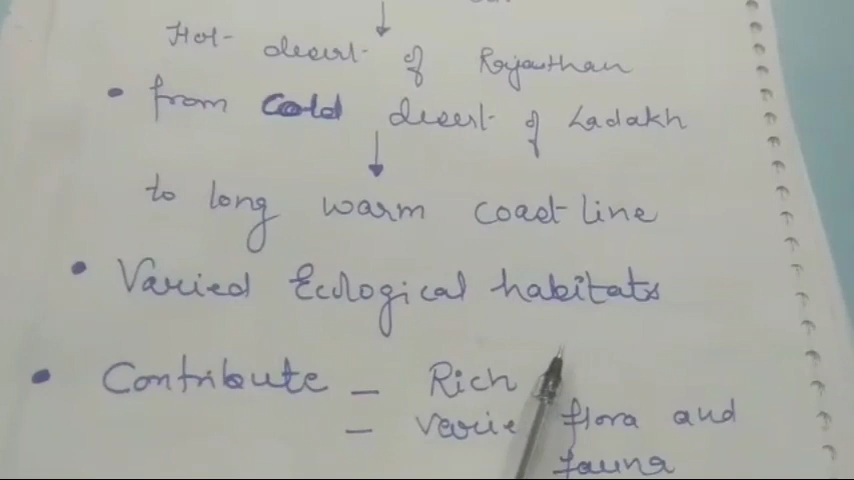 Hot desert of Rajasthan
• from cold desert of Ladakh
↓
to long warm coast line
• Varied Ecological habitats
• Contribute - Rich
- Varie flora and
fauna